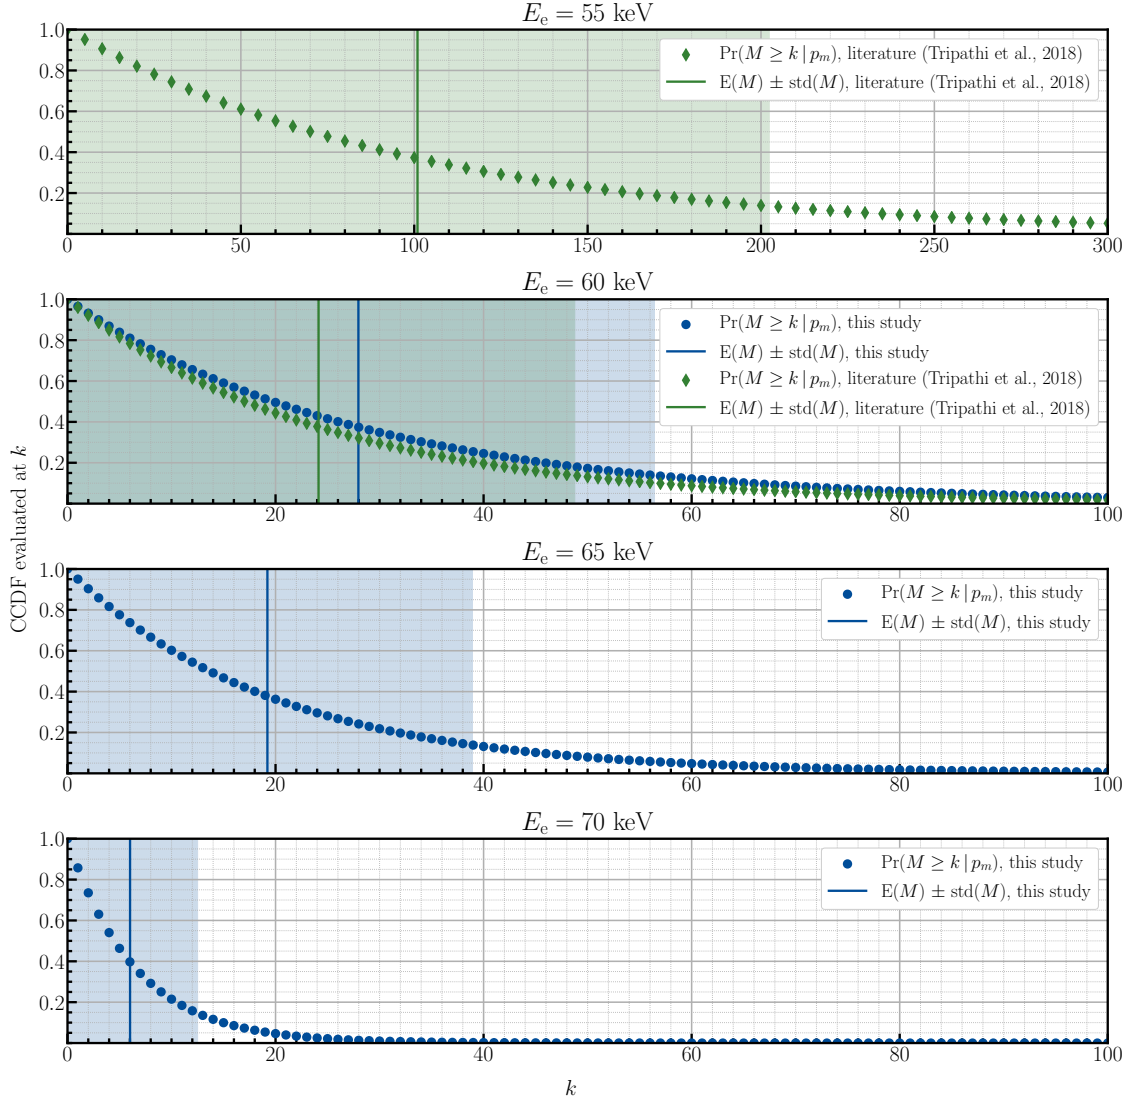 E_e = 55 keV
1.0
0.8
0.6
0.4
0.2
Pr(M ≥ k | p_m), literature (Tripathi et al., 2018)
E(M) ± std(M), literature (Tripathi et al., 2018)
0 50 100 150 200 250 300
E_e = 60 keV
1.0
0.8
0.6
0.4
0.2
Pr(M ≥ k | p_m), this study
E(M) ± std(M), this study
Pr(M ≥ k | p_m), literature (Tripathi et al., 2018)
E(M) ± std(M), literature (Tripathi et al., 2018)
0 20 40 60 80 100
CCDF evaluated at k
E_e = 65 keV
1.0
0.8
0.6
0.4
0.2
Pr(M ≥ k | p_m), this study
E(M) ± std(M), this study
0 20 40 60 80 100
E_e = 70 keV
1.0
0.8
0.6
0.4
0.2
Pr(M ≥ k | p_m), this study
E(M) ± std(M), this study
0 20 40 60 80 100
k